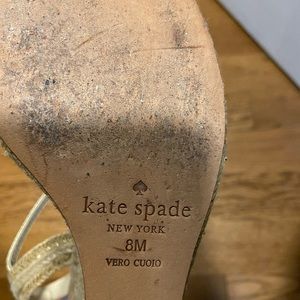 kate spade
NEW YORK
8M
VERO CUOIO